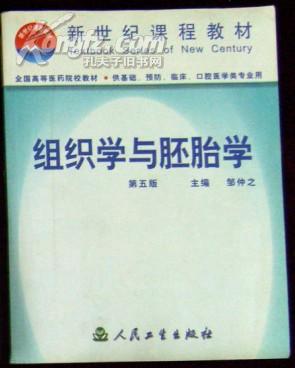 新世纪课程教材
Textbook Series of New Century
全国高等医药院校教材•供基础、预防、临床、口腔医学类专业用
孔夫子旧书网
组织学与胚胎学
第五版 主编 邹仲之
人民卫生出版社